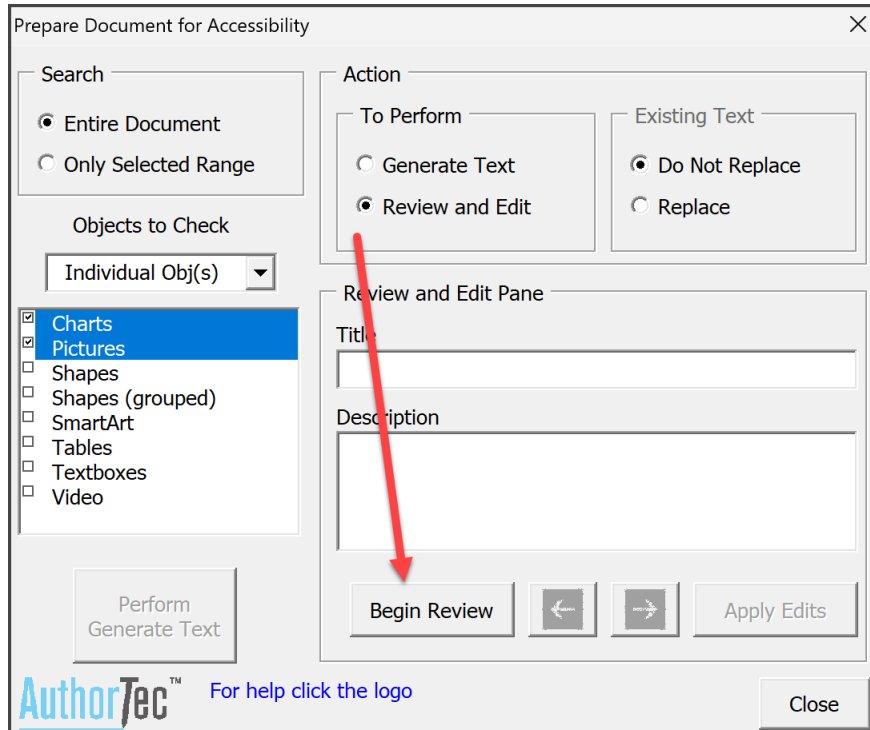 Prepare Document for Accessibility
Search
Entire Document
Only Selected Range
Objects to Check
Individual Obj(s)
Charts
Pictures
Shapes
Shapes (grouped)
SmartArt
Tables
Textboxes
Video
Perform
Generate Text
Action
To Perform
Generate Text
Review and Edit
Existing Text
Do Not Replace
Replace
Review and Edit Pane
Title
Description
Begin Review
Apply Edits
AuthorTec™
For help click the logo
Close